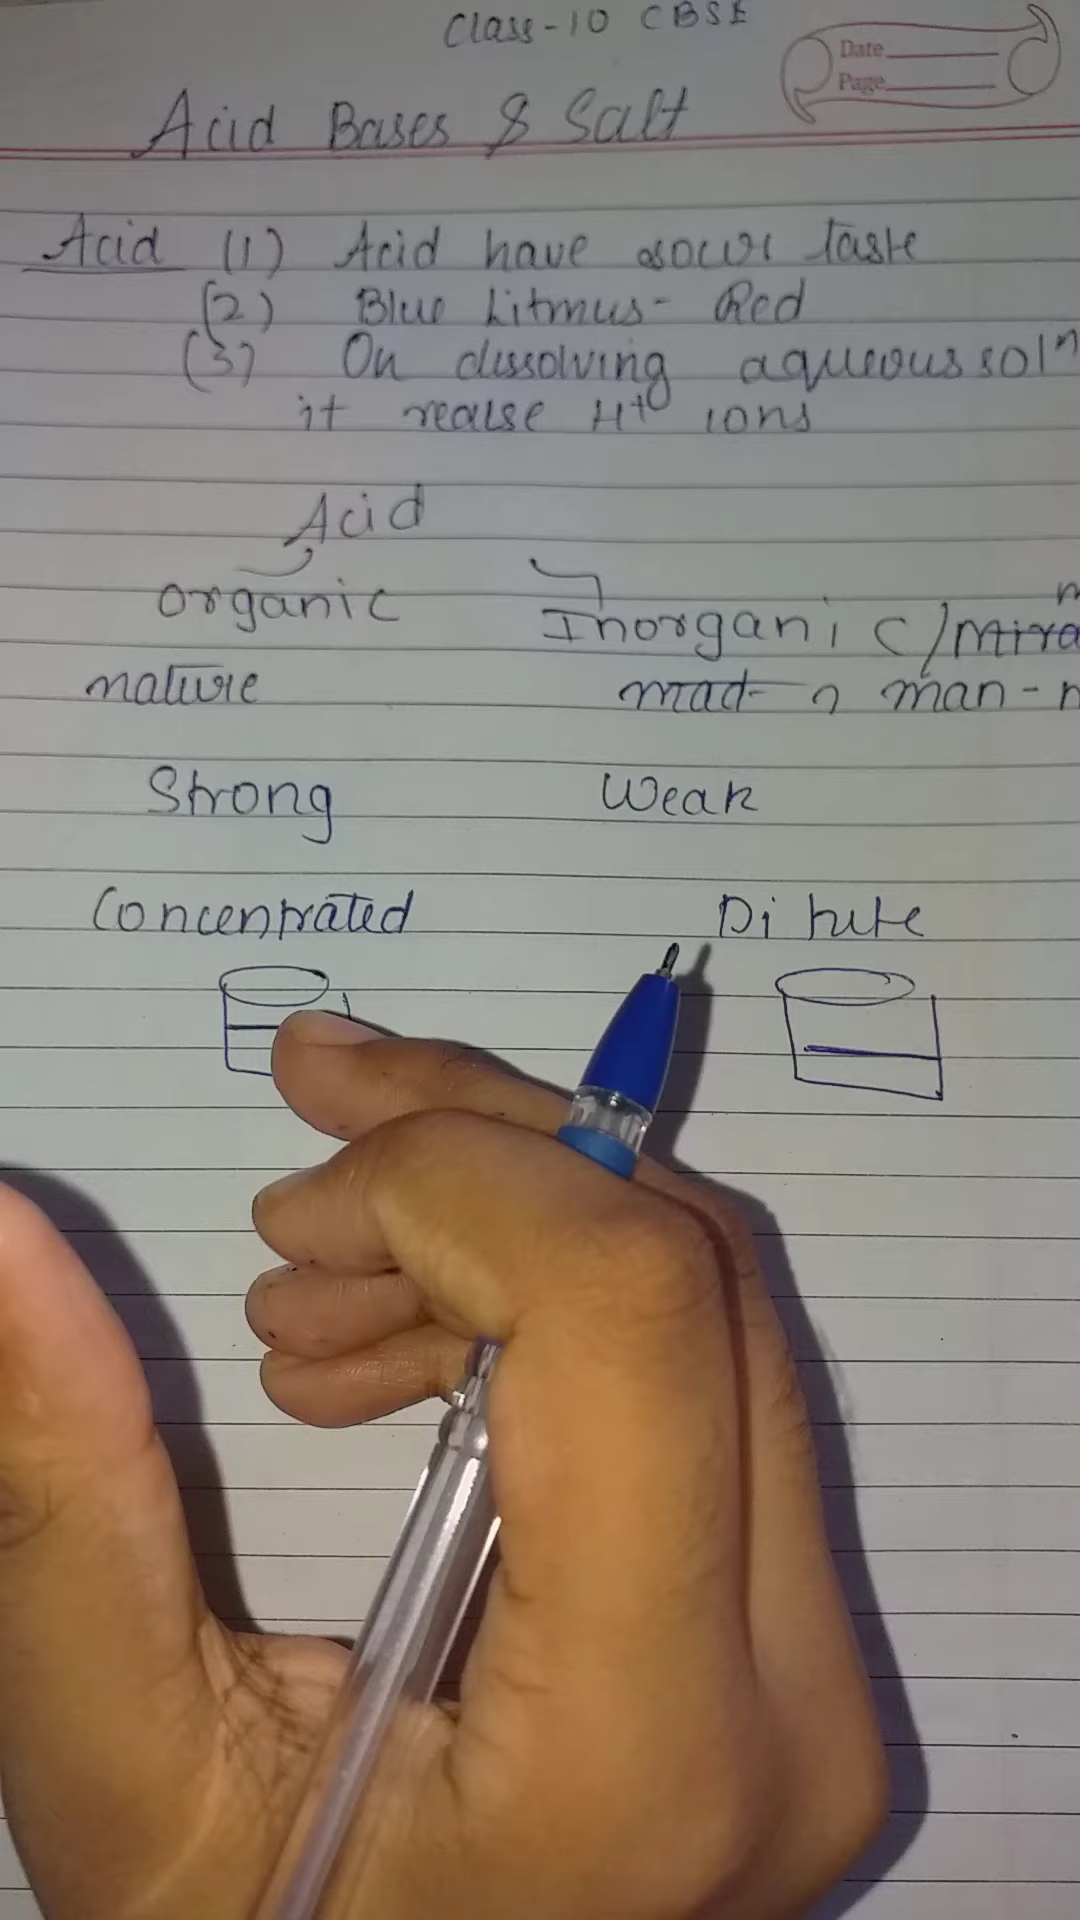 Class-10 CBSE
Date
Page
Acid Bases & Salt
Acid (1) Acid have sour taste
(2) Blue Litmus- Red
(3) On dissolving aqueous solⁿ
it realse H⁺ ions
Acid
organic Inorganic/
nature man-
Strong Weak
Concentrated Dilute